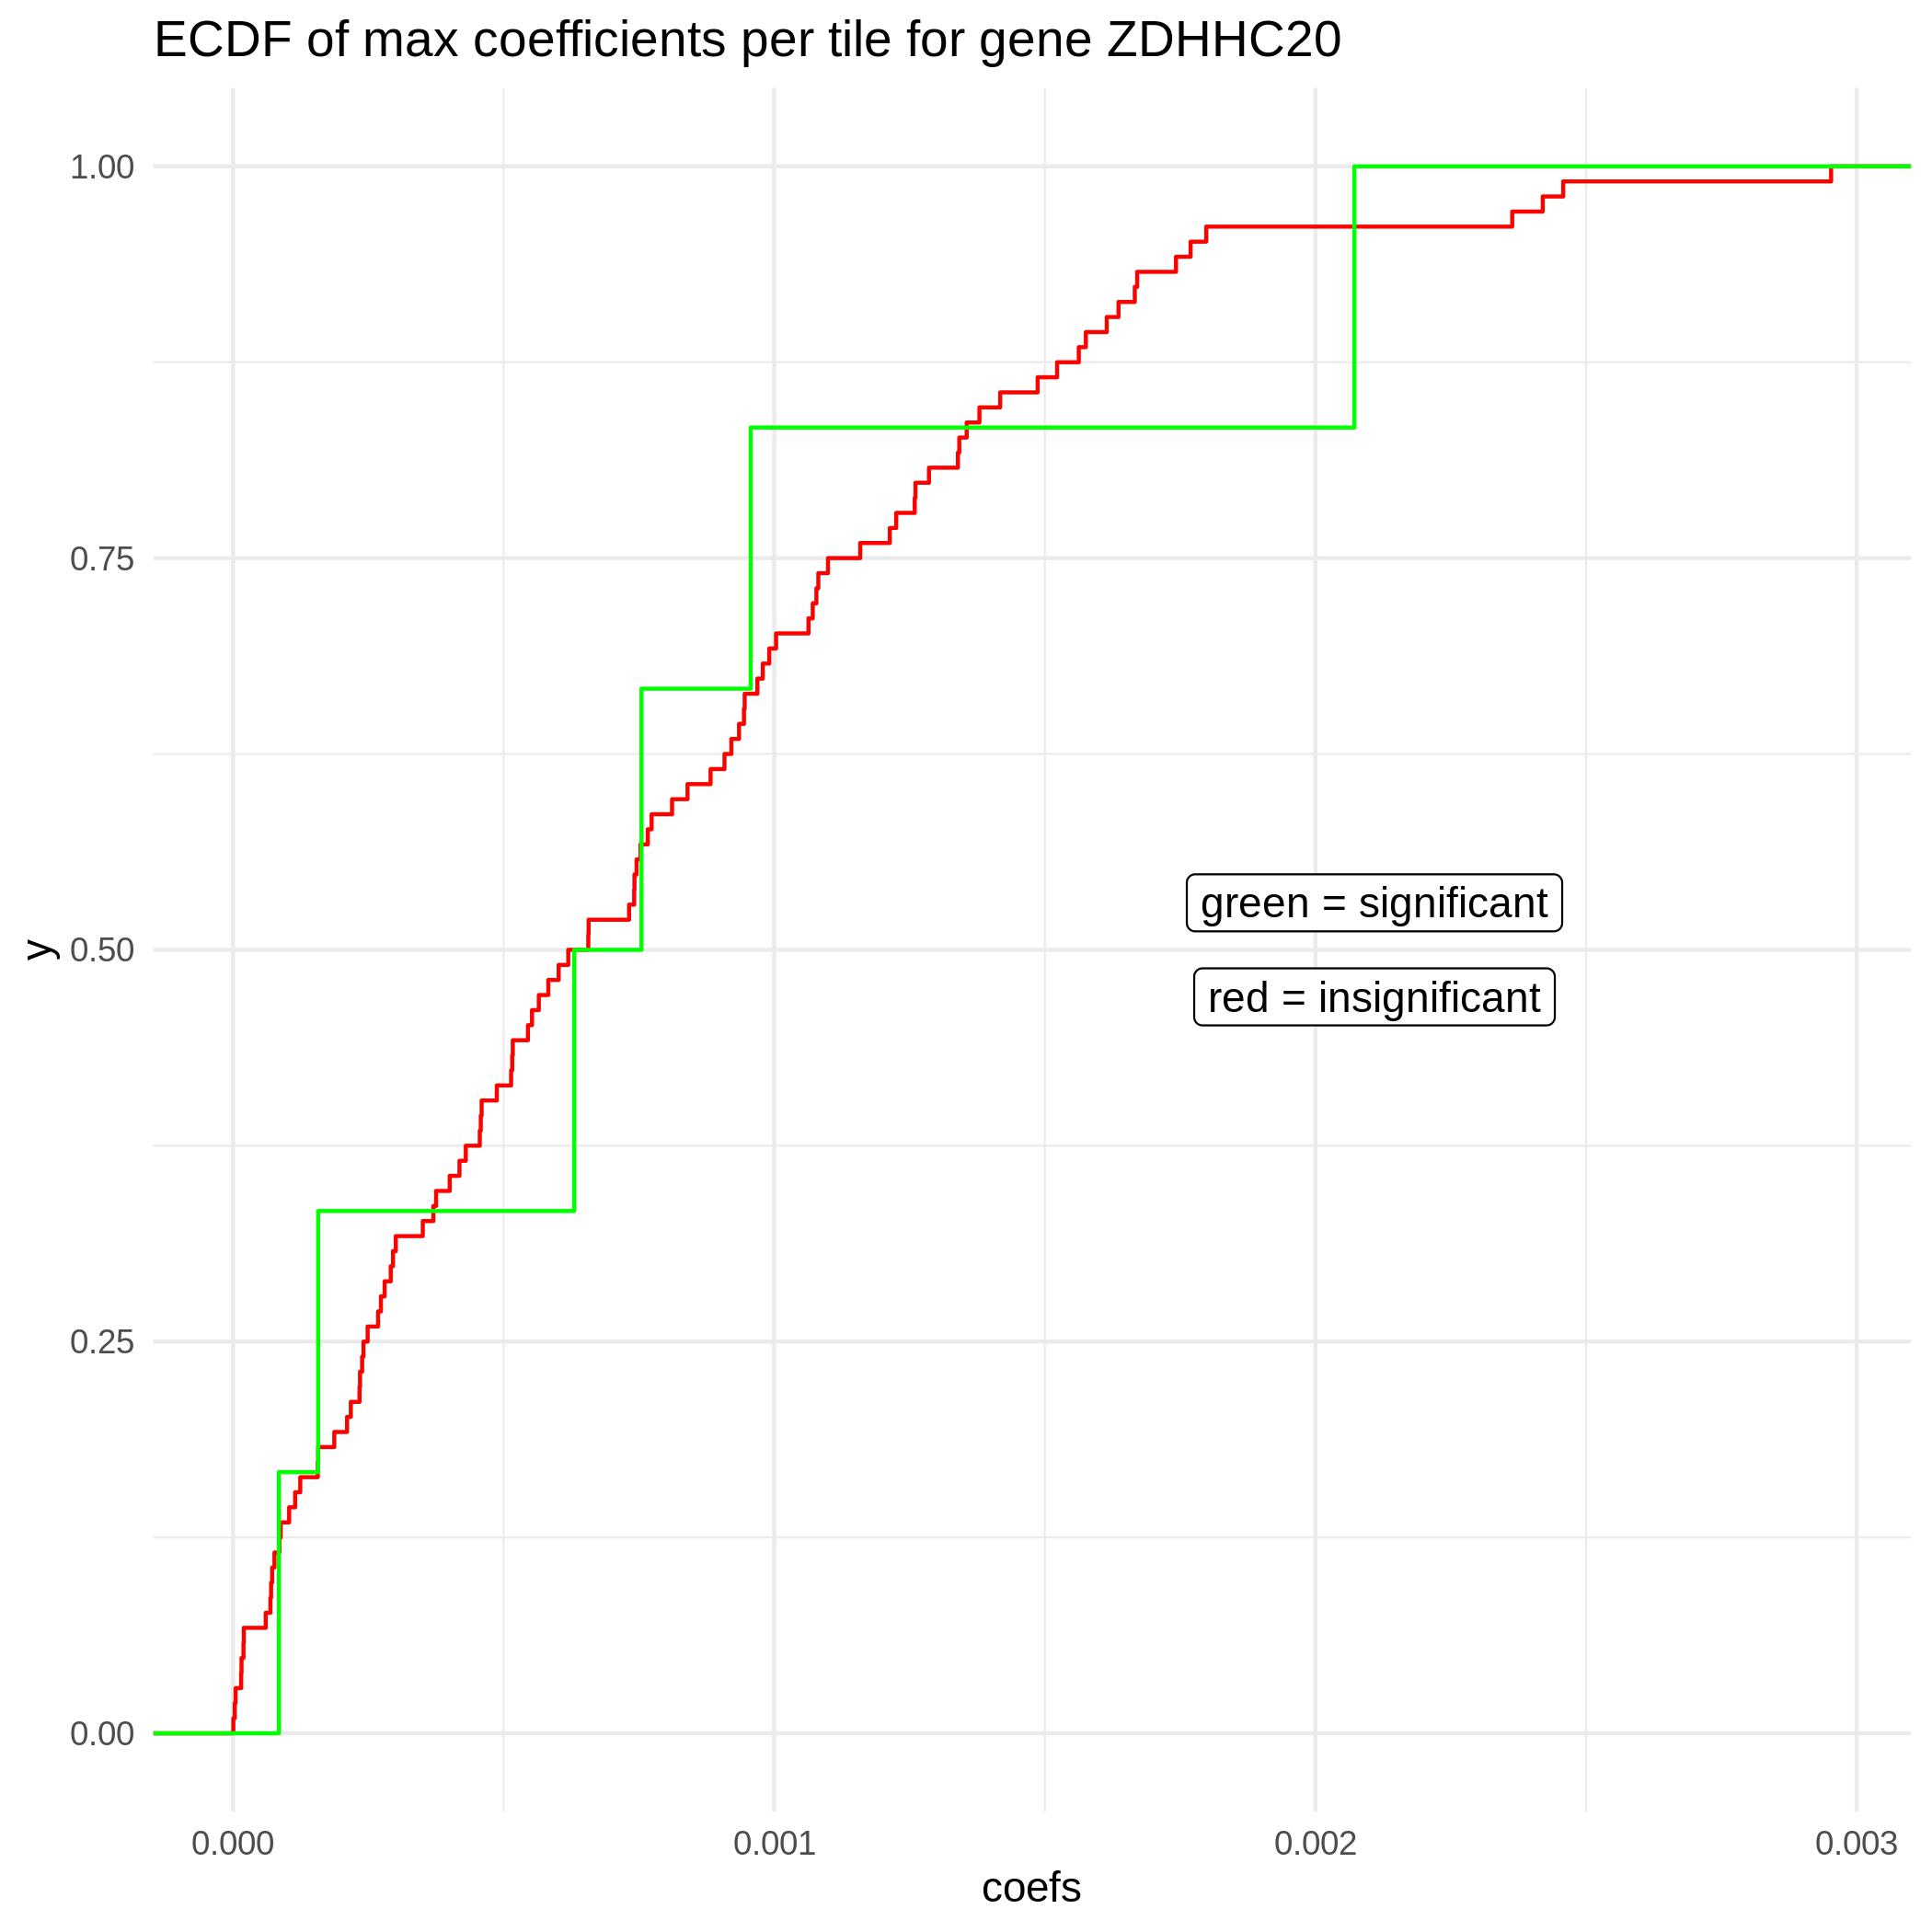 ECDF of max coefficients per tile for gene ZDHHC20
1.00
0.75
0.50
0.25
0.00
y
green = significant
red = insignificant
0.000 0.001 0.002 0.003
coefs